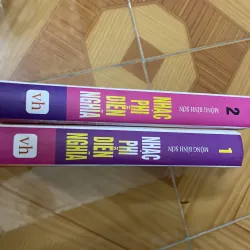 2
MỘNG BÌNH SƠN
NHẠC
PHI
DIỄN
NGHĨA
vh
1
MỘNG BÌNH SƠN
NHẠC
PHI
DIỄN
NGHĨA
vh